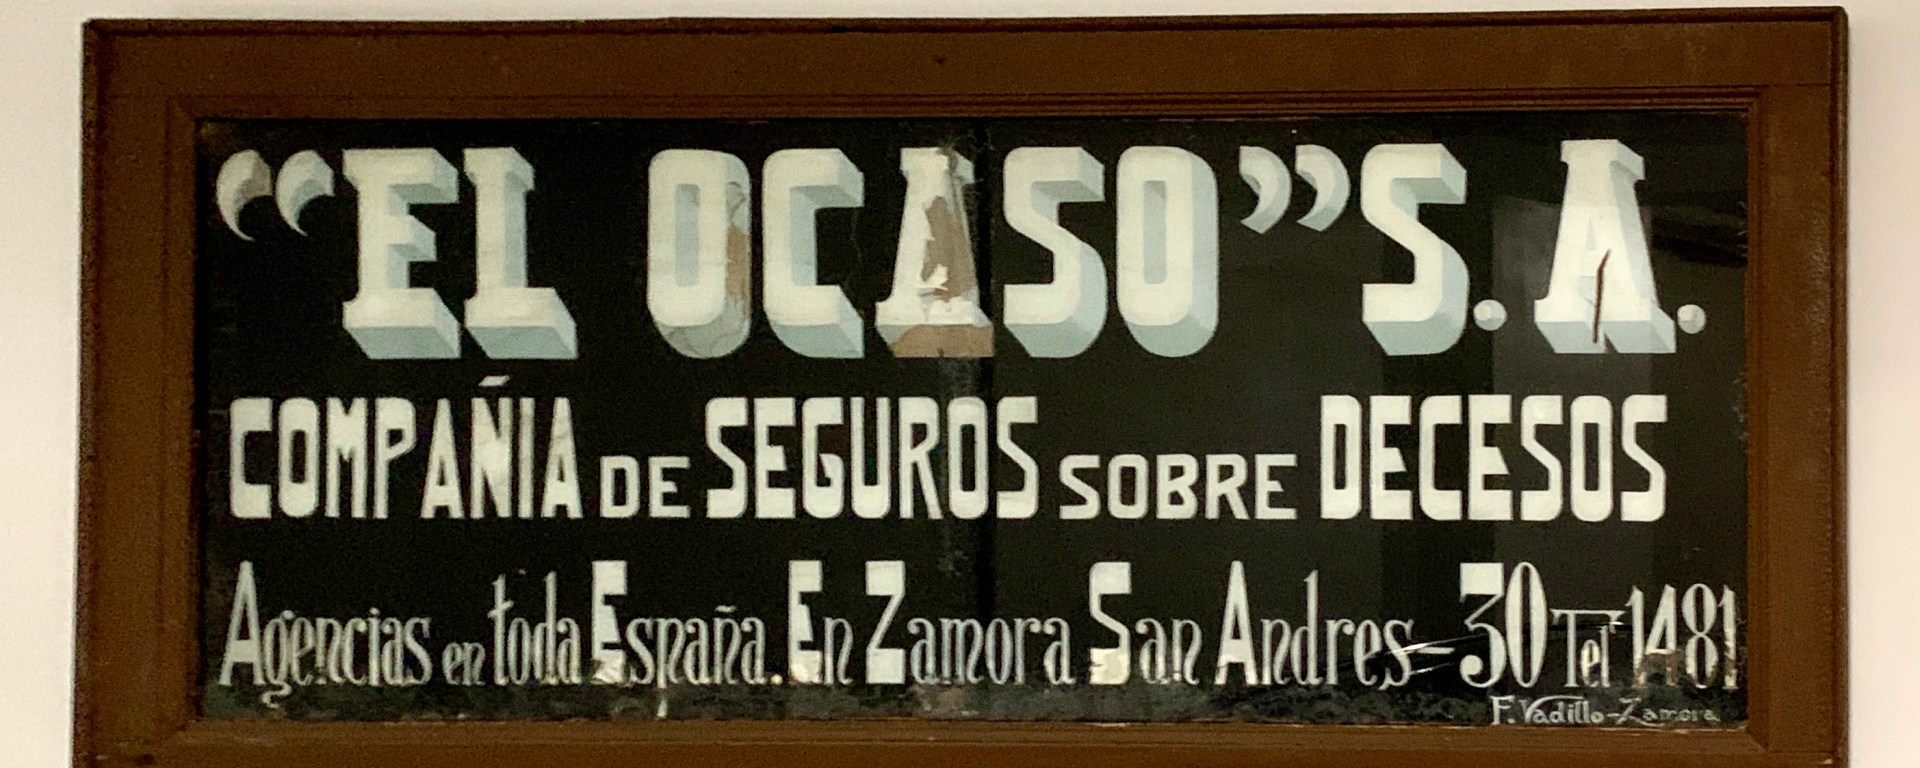 “EL OCASO” S.A.
COMPAÑIA DE SEGUROS SOBRE DECESOS
Agencias en toda España. En Zamora San Andres-30 Tel 1481
F. Vadillo-Zamora